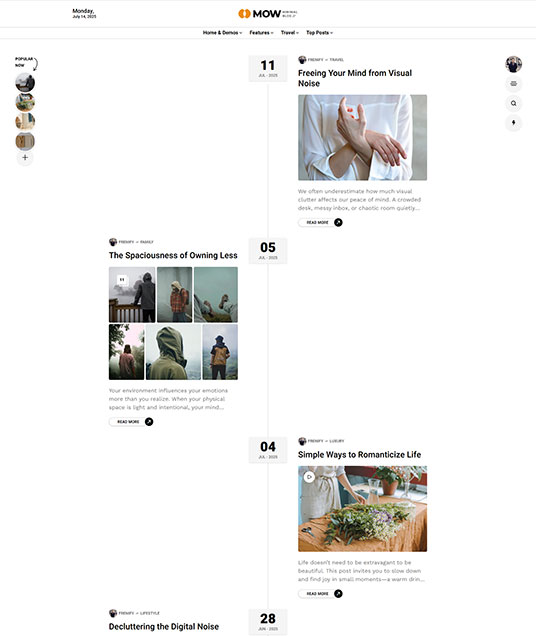 Monday,
July 14, 2025
MOW
MINIMAL
BLOG
Home & Demos
Features
Travel
Top Posts
POPULAR
NOW
11
JUL - 2025
FRENIFY
TRAVEL
Freeing Your Mind from Visual
Noise
We often underestimate how much visual
clutter affects our peace of mind. A crowded
desk, messy inbox, or chaotic room quietly...
READ MORE
05
JUL - 2025
FRENIFY
FAMILY
The Spaciousness of Owning Less
Your environment influences your emotions
more than you realize. When your physical
space is light and intentional, your mind...
READ MORE
04
JUL - 2025
FRENIFY
LUXURY
Simple Ways to Romanticize Life
Life doesn't need to be extravagant to be
beautiful. This post invites you to slow down
and find joy in small moments—a warm drin...
READ MORE
28
JUN - 2025
FRENIFY
LIFESTYLE
Decluttering the Digital Noise